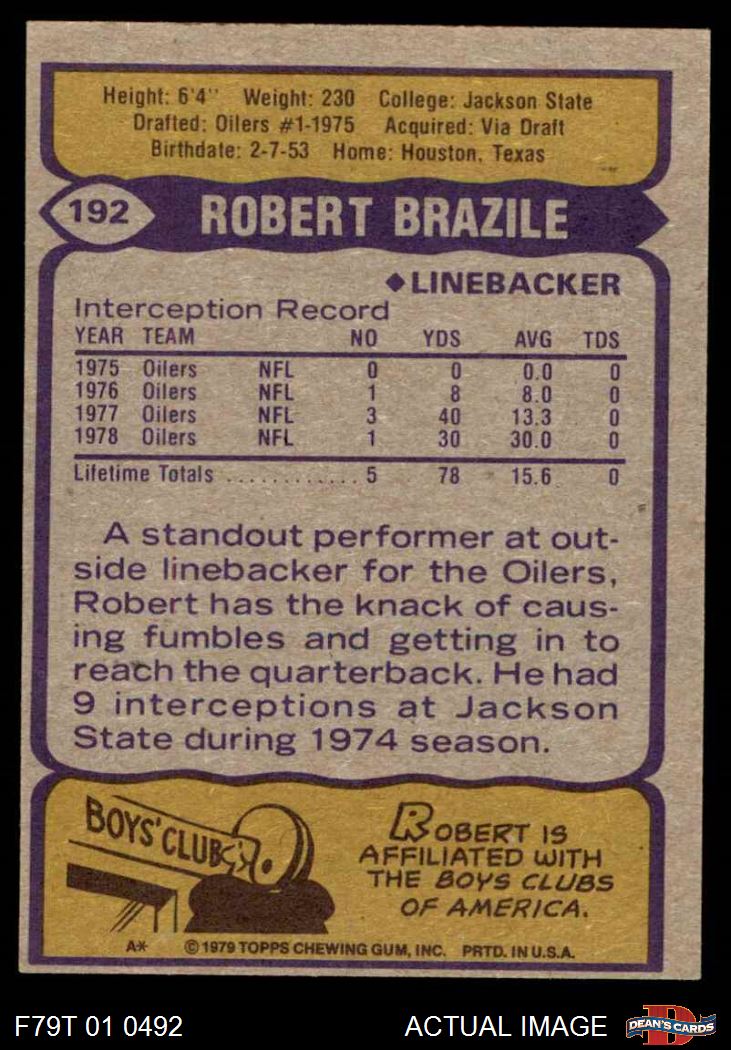 Height: 6'4" Weight: 230 College: Jackson State
Drafted: Oilers #1-1975 Acquired: Via Draft
Birthdate: 2-7-53 Home: Houston, Texas
192 ROBERT BRAZILE
◆LINEBACKER
Interception Record
YEAR TEAM NO YDS AVG TDS
1975 Oilers NFL 0 0 0.0 0
1976 Oilers NFL 1 8 8.0 0
1977 Oilers NFL 3 40 13.3 0
1978 Oilers NFL 1 30 30.0 0
Lifetime Totals ............ 5 78 15.6 0
A standout performer at out-
side linebacker for the Oilers,
Robert has the knack of caus-
ing fumbles and getting in to
reach the quarterback. He had
9 interceptions at Jackson
State during 1974 season.
BOYS' CLUB
ROBERT IS
AFFILIATED WITH
THE BOYS CLUBS
OF AMERICA.
A* © 1979 TOPPS CHEWING GUM, INC. PRTD. IN U.S.A.
F79T 01 0492 ACTUAL IMAGE D DEAN'S CARDS